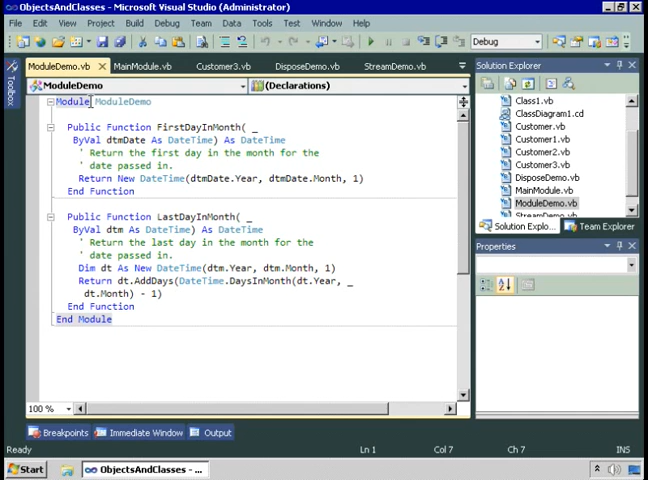 ObjectsAndClasses - Microsoft Visual Studio (Administrator)
File Edit View Project Build Debug Team Data Tools Test Window Help
Debug
ModuleDemo.vb MainModule.vb Customer3.vb DisposeDemo.vb StreamDemo.vb
Toolbox
ModuleDemo (Declarations)
Module ModuleDemo
Public Function FirstDayInMonth( _
ByVal dtmDate As DateTime) As DateTime
' Return the first day in the month for the
' date passed in.
Return New DateTime(dtmDate.Year, dtmDate.Month, 1)
End Function
Public Function LastDayInMonth( _
ByVal dtm As DateTime) As DateTime
' Return the last day in the month for the
' date passed in.
Dim dt As New DateTime(dtm.Year, dtm.Month, 1)
Return dt.AddDays(DateTime.DaysInMonth(dt.Year, _
dt.Month) - 1)
End Function
End Module
100 %
Solution Explorer
Class1.vb
ClassDiagram1.cd
Customer.vb
Customer1.vb
Customer2.vb
Customer3.vb
DisposeDemo.vb
MainModule.vb
ModuleDemo.vb
StreamDemo.vb
Solution Explo... Team Explorer
Properties
Breakpoints Immediate Window Output
Ready Ln 1 Col 7 Ch 7 INS
Start ObjectsAndClasses - ...